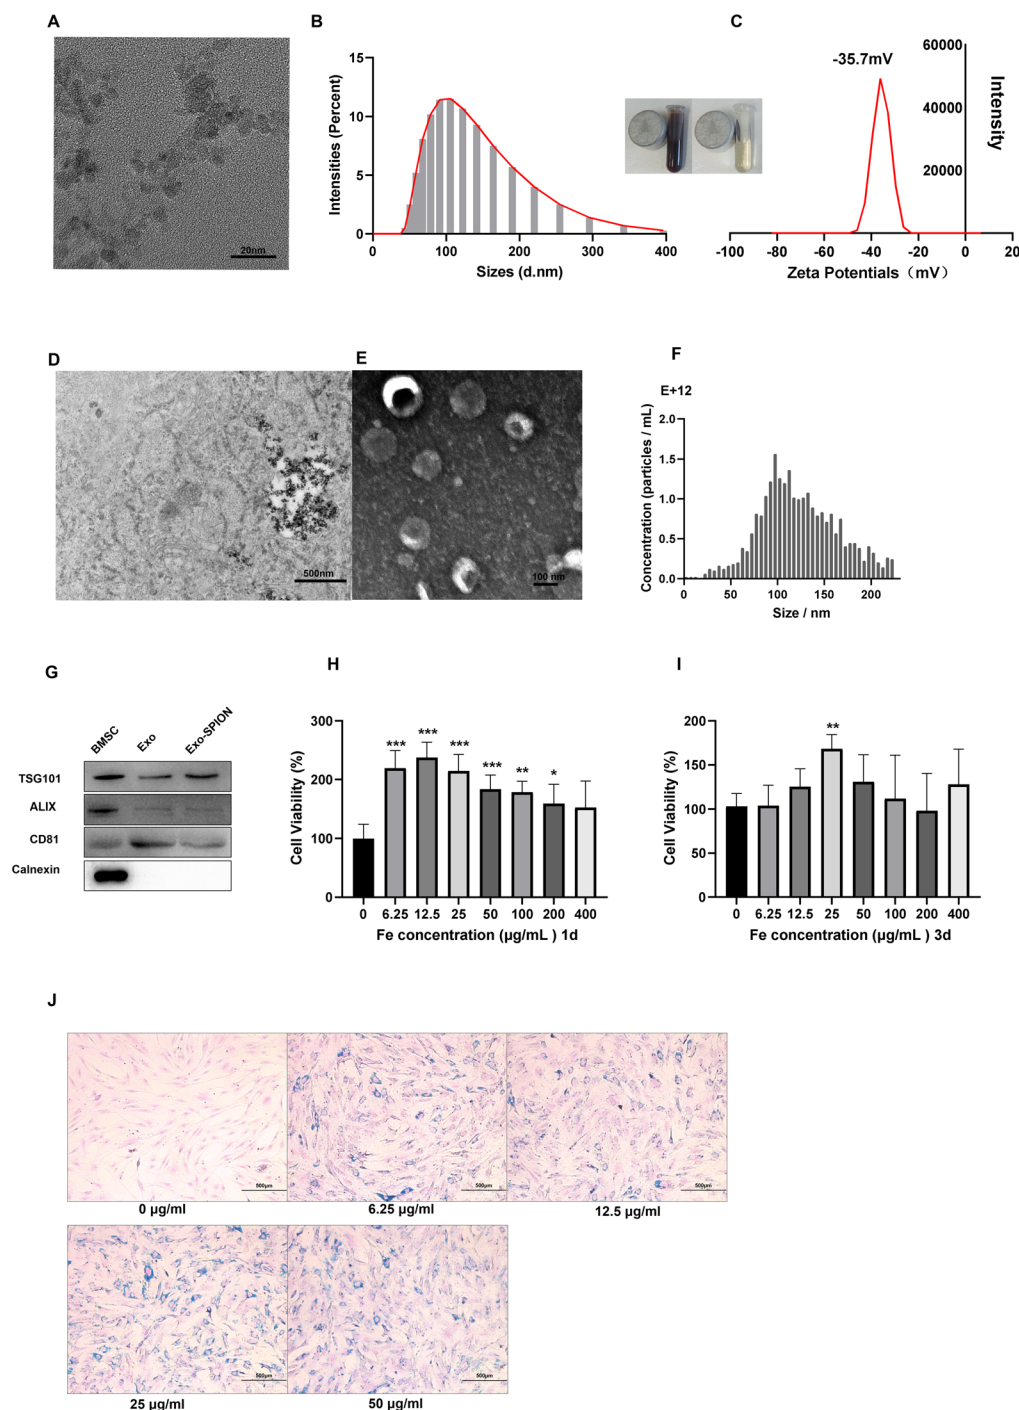 A
20nm
B
Intensities (Percent)
15
10
5
0
0 100 200 300 400
Sizes (d.nm)
C
-35.7mV
60000
40000
20000
Intensity
-100 -80 -60 -40 -20 0 20
Zeta Potentials（mV）
D
500nm
E
100 nm
F
E+12
Concentration (particles / mL)
2.0
1.5
1.0
0.5
0.0
0 50 100 150 200
Size / nm
G
BMSC Exo Exo-SPION
TSG101
ALIX
CD81
Calnexin
H
Cell Viability (%)
300
200
100
0
*** *** *** *** ** *
0 6.25 12.5 25 50 100 200 400
Fe concentration (μg/mL ) 1d
I
Cell Viability (%)
200
150
100
50
0
**
0 6.25 12.5 25 50 100 200 400
Fe concentration (μg/mL ) 3d
J
500μm
500μm
500μm
0 μg/ml
6.25 μg/ml
12.5 μg/ml
500μm
500μm
25 μg/ml
50 μg/ml